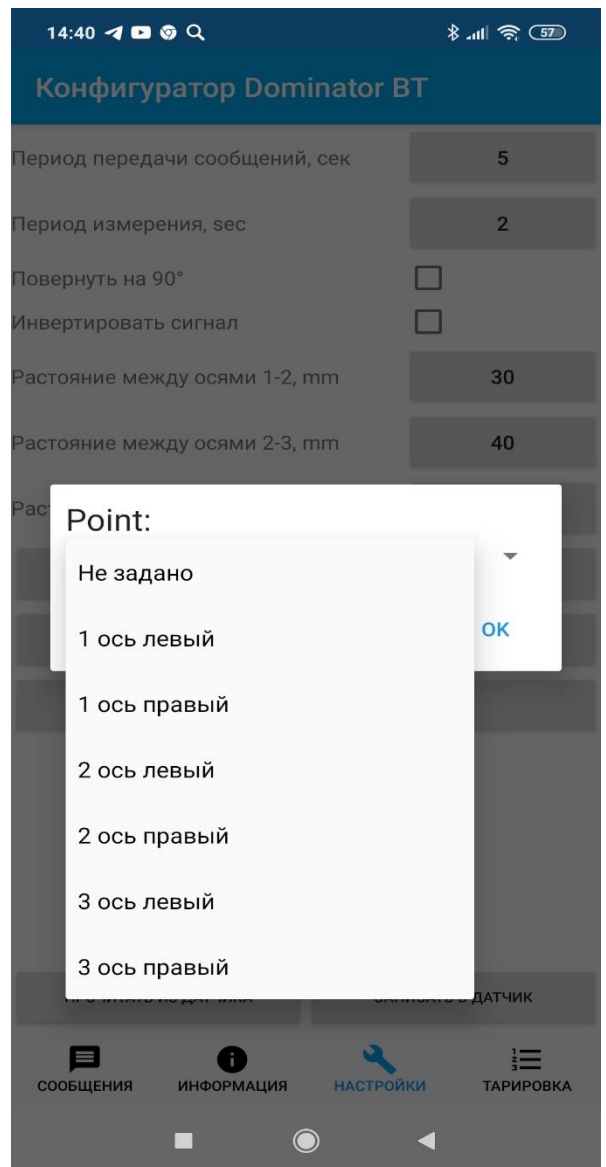 14:40 57
Конфигуратор Dominator BT
Период передачи сообщений, сек 5
Период измерения, sec 2
Повернуть на 90°
Инвертировать сигнал
Растояние между осями 1-2, mm 30
Растояние между осями 2-3, mm 40
Рас
Point:
Не задано
1 ось левый
OK
1 ось правый
2 ось левый
2 ось правый
3 ось левый
3 ось правый
ДАТЧИК
СООБЩЕНИЯ ИНФОРМАЦИЯ НАСТРОЙКИ ТАРИРОВКА